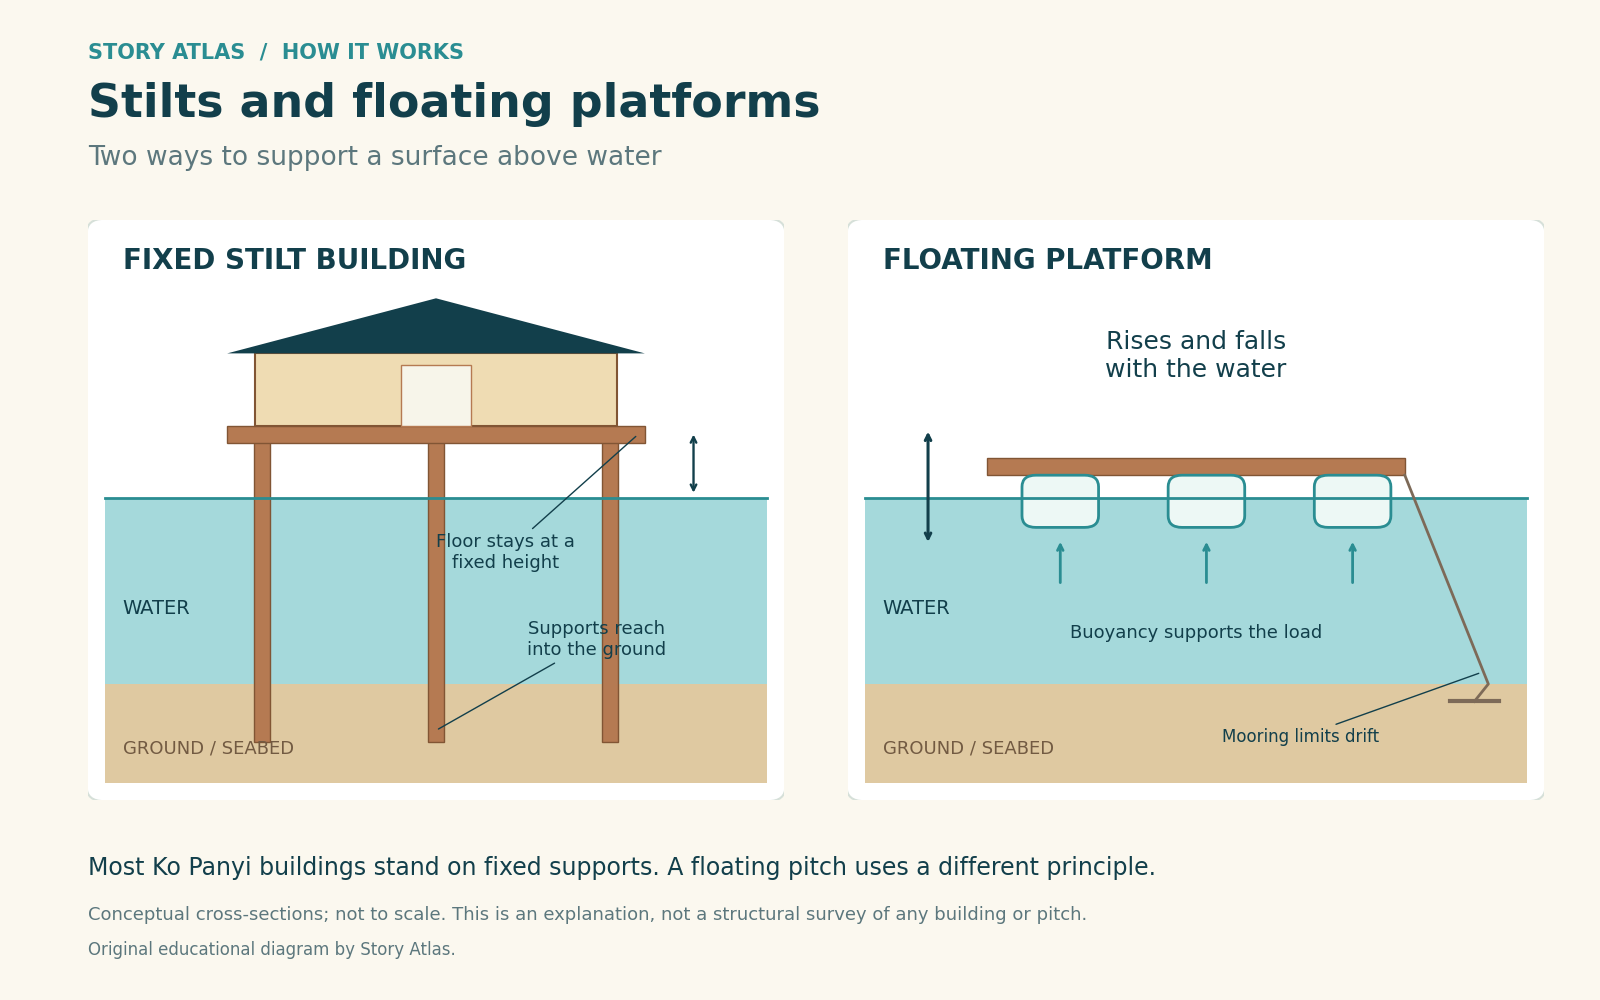 STORY ATLAS / HOW IT WORKS
Stilts and floating platforms
Two ways to support a surface above water
FIXED STILT BUILDING
Floor stays at a
fixed height
WATER
Supports reach
into the ground
GROUND / SEABED
FLOATING PLATFORM
Rises and falls
with the water
WATER
Buoyancy supports the load
Mooring limits drift
GROUND / SEABED
Most Ko Panyi buildings stand on fixed supports. A floating pitch uses a different principle.
Conceptual cross-sections; not to scale. This is an explanation, not a structural survey of any building or pitch.
Original educational diagram by Story Atlas.